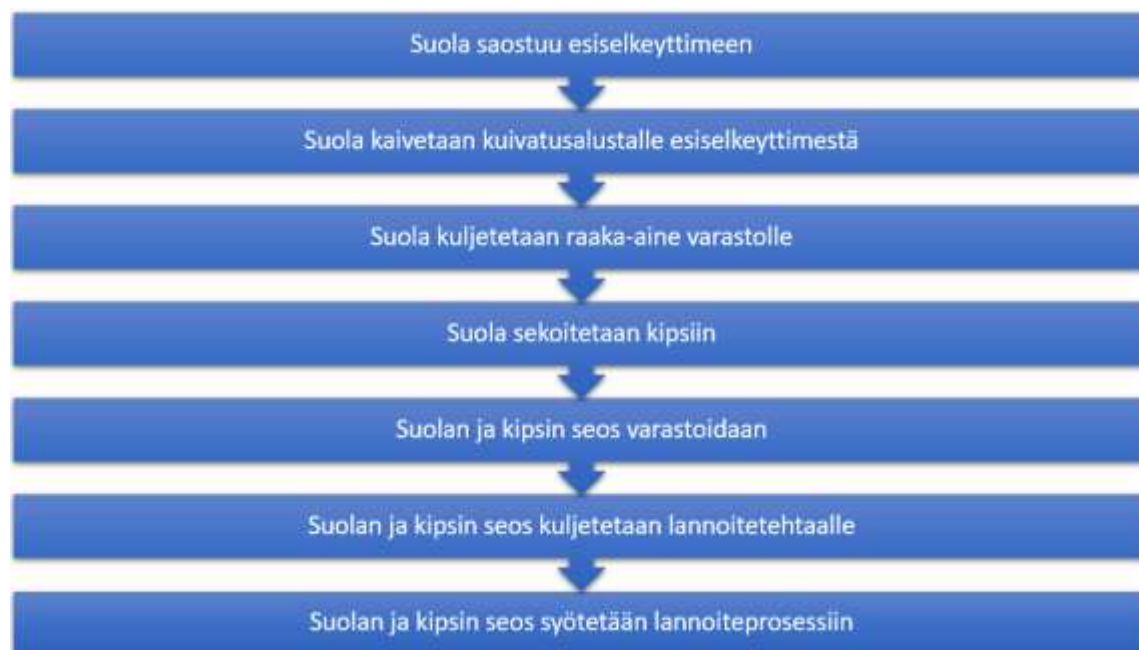 Suola saostuu esiselkeyttimeen
Suola kaivetaan kuivatusalustalle esiselkeyttimestä
Suola kuljetetaan raaka-aine varastolle
Suola sekoitetaan kipsiin
Suolan ja kipsin seos varastoidaan
Suolan ja kipsin seos kuljetetaan lannoitetehtaalle
Suolan ja kipsin seos syötetään lannoiteprosessiin